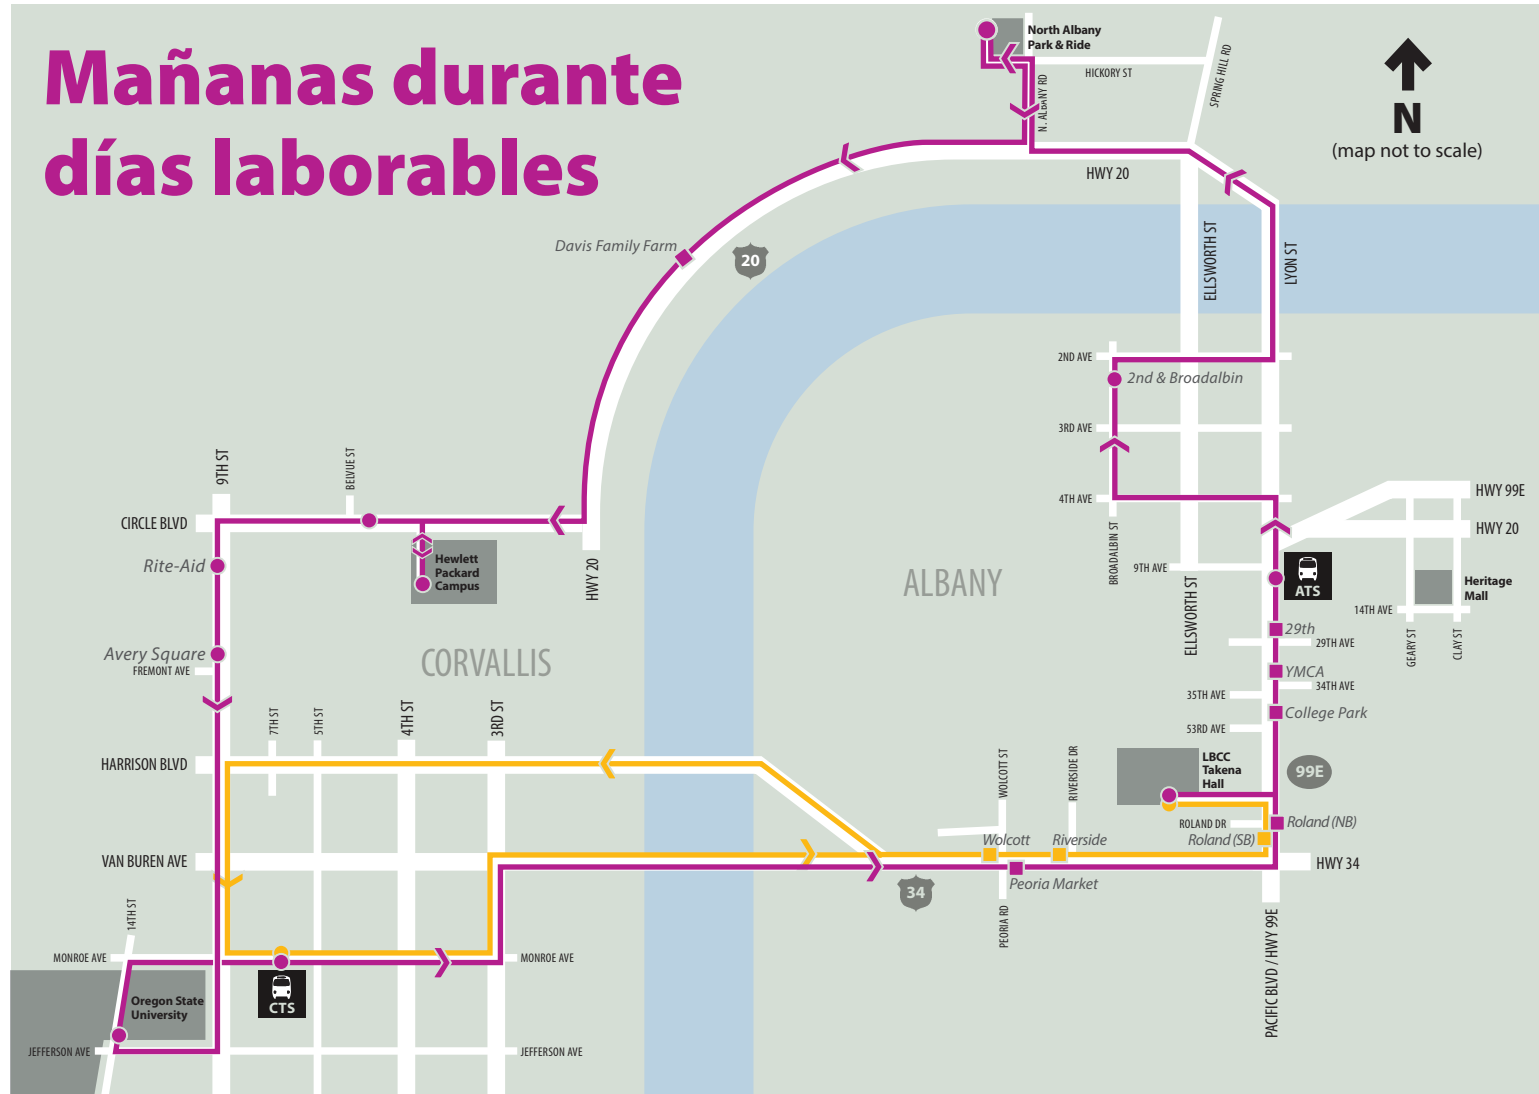 Mañanas durante
días laborables
North Albany
Park & Ride
HICKORY ST
SPRING HILL RD
N. ALBANY RD
N
(map not to scale)
HWY 20
Davis Family Farm
20
ELLSWORTH ST
LYON ST
2ND AVE
2nd & Broadalbin
3RD AVE
4TH AVE
BROADALBIN ST
HWY 99E
HWY 20
9TH ST
BELVUE ST
CIRCLE BLVD
Rite-Aid
Hewlett
Packard
Campus
HWY 20
ALBANY
9TH AVE
ELLSWORTH ST
ATS
Heritage
Mall
14TH AVE
GEARY ST
CLAY ST
29th
29TH AVE
YMCA
34TH AVE
35TH AVE
College Park
53RD AVE
Avery Square
FREMONT AVE
CORVALLIS
7TH ST
5TH ST
4TH ST
3RD ST
HARRISON BLVD
WOLCOTT ST
RIVERSIDE DR
LBCC
Takena
Hall
99E
ROLAND DR
Roland (NB)
Roland (SB)
Wolcott
Riverside
VAN BUREN AVE
HWY 34
Peoria Market
34
PEORIA RD
PACIFIC BLVD / HWY 99E
14TH ST
MONROE AVE
MONROE AVE
CTS
Oregon State
University
JEFFERSON AVE
JEFFERSON AVE